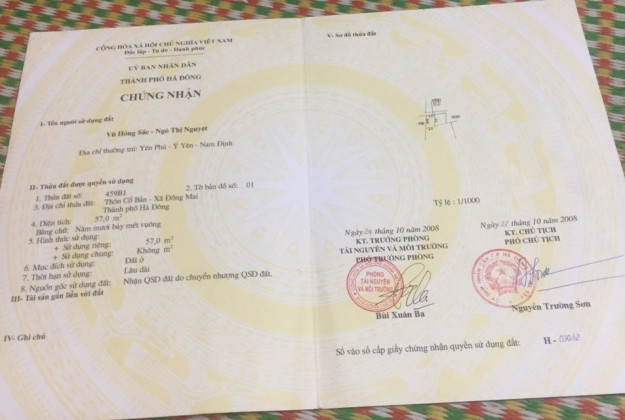 CỘNG HÒA XÃ HỘI CHỦ NGHĨA VIỆT NAM
Độc lập - Tự do - Hạnh phúc
UỶ BAN NHÂN DÂN
THÀNH PHỐ HÀ ĐÔNG
CHỨNG NHẬN
I- Tên người sử dụng đất
Vũ Hồng Sắc - Ngô Thị Nguyệt
Địa chỉ thường trú: Yên Phú - Ý Yên - Nam Định
II- Thửa đất được quyền sử dụng
1. Thửa đất số: 459B1 2. Tờ bản đồ số: 01
3. Địa chỉ thửa đất: Thôn Cổ Bản - Xã Đồng Mai
Thành phố Hà Đông
4. Diện tích: 57,0 m²
Bằng chữ: Năm mươi bảy mét vuông
5. Hình thức sử dụng:
+ Sử dụng riêng: 57,0 m²
+ Sử dụng chung: Không m²
6. Mục đích sử dụng: Đất ở
7. Thời hạn sử dụng: Lâu dài
8. Nguồn gốc sử dụng đất: Nhận QSD đất do chuyển nhượng QSD đất.
III- Tài sản gắn liền với đất
IV- Ghi chú
V- Sơ đồ thửa đất
Tỷ lệ : 1/1000
Ngày tháng 10 năm 2008
KT. TRƯỞNG PHÒNG
TÀI NGUYÊN VÀ MÔI TRƯỜNG
PHÓ TRƯỞNG PHÒNG
PHÒNG
TÀI NGUYÊN
VÀ MÔI TRƯỜNG
Bùi Xuân Ba
Ngày tháng 10 năm 2008
KT. CHỦ TỊCH
PHÓ CHỦ TỊCH
Nguyễn Trường Sơn
Số vào sổ cấp giấy chứng nhận quyền sử dụng đất: H -